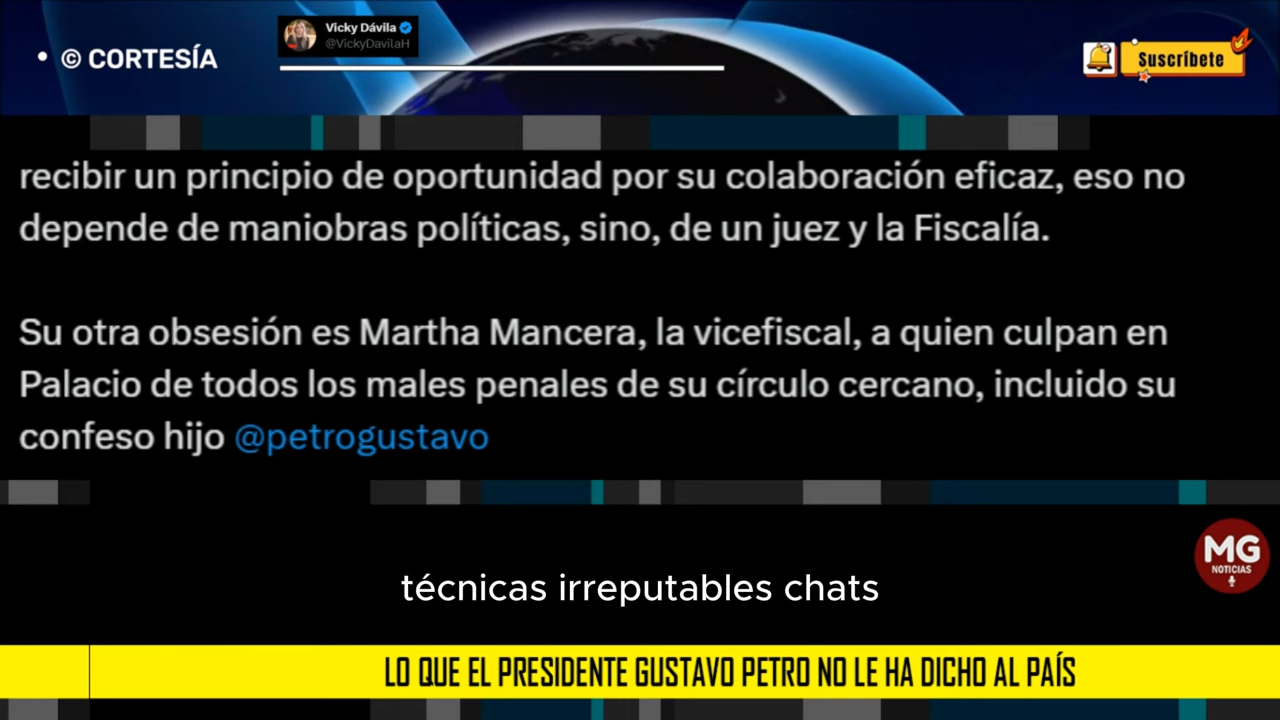 • © CORTESÍA
Vicky Dávila
@VickyDavilaH
Suscríbete
recibir un principio de oportunidad por su colaboración eficaz, eso no
depende de maniobras políticas, sino, de un juez y la Fiscalía.
Su otra obsesión es Martha Mancera, la vicefiscal, a quien culpan en
Palacio de todos los males penales de su círculo cercano, incluido su
confeso hijo @petrogustavo
MG
NOTICIAS
técnicas irreputables chats
LO QUE EL PRESIDENTE GUSTAVO PETRO NO LE HA DICHO AL PAÍS